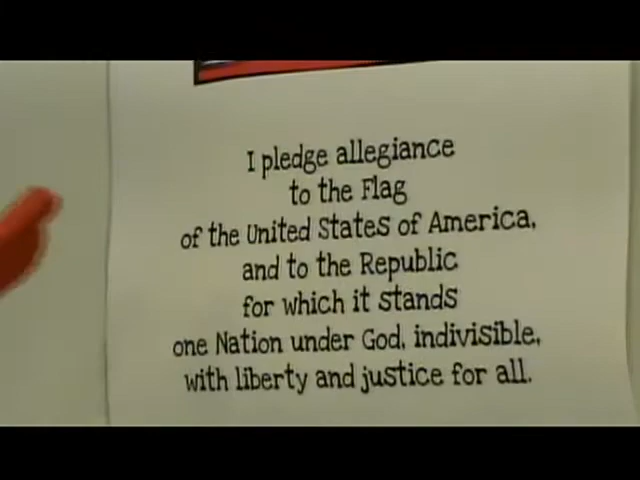 I pledge allegiance
to the Flag
of the United States of America,
and to the Republic
for which it stands
one Nation under God, indivisible,
with liberty and justice for all.